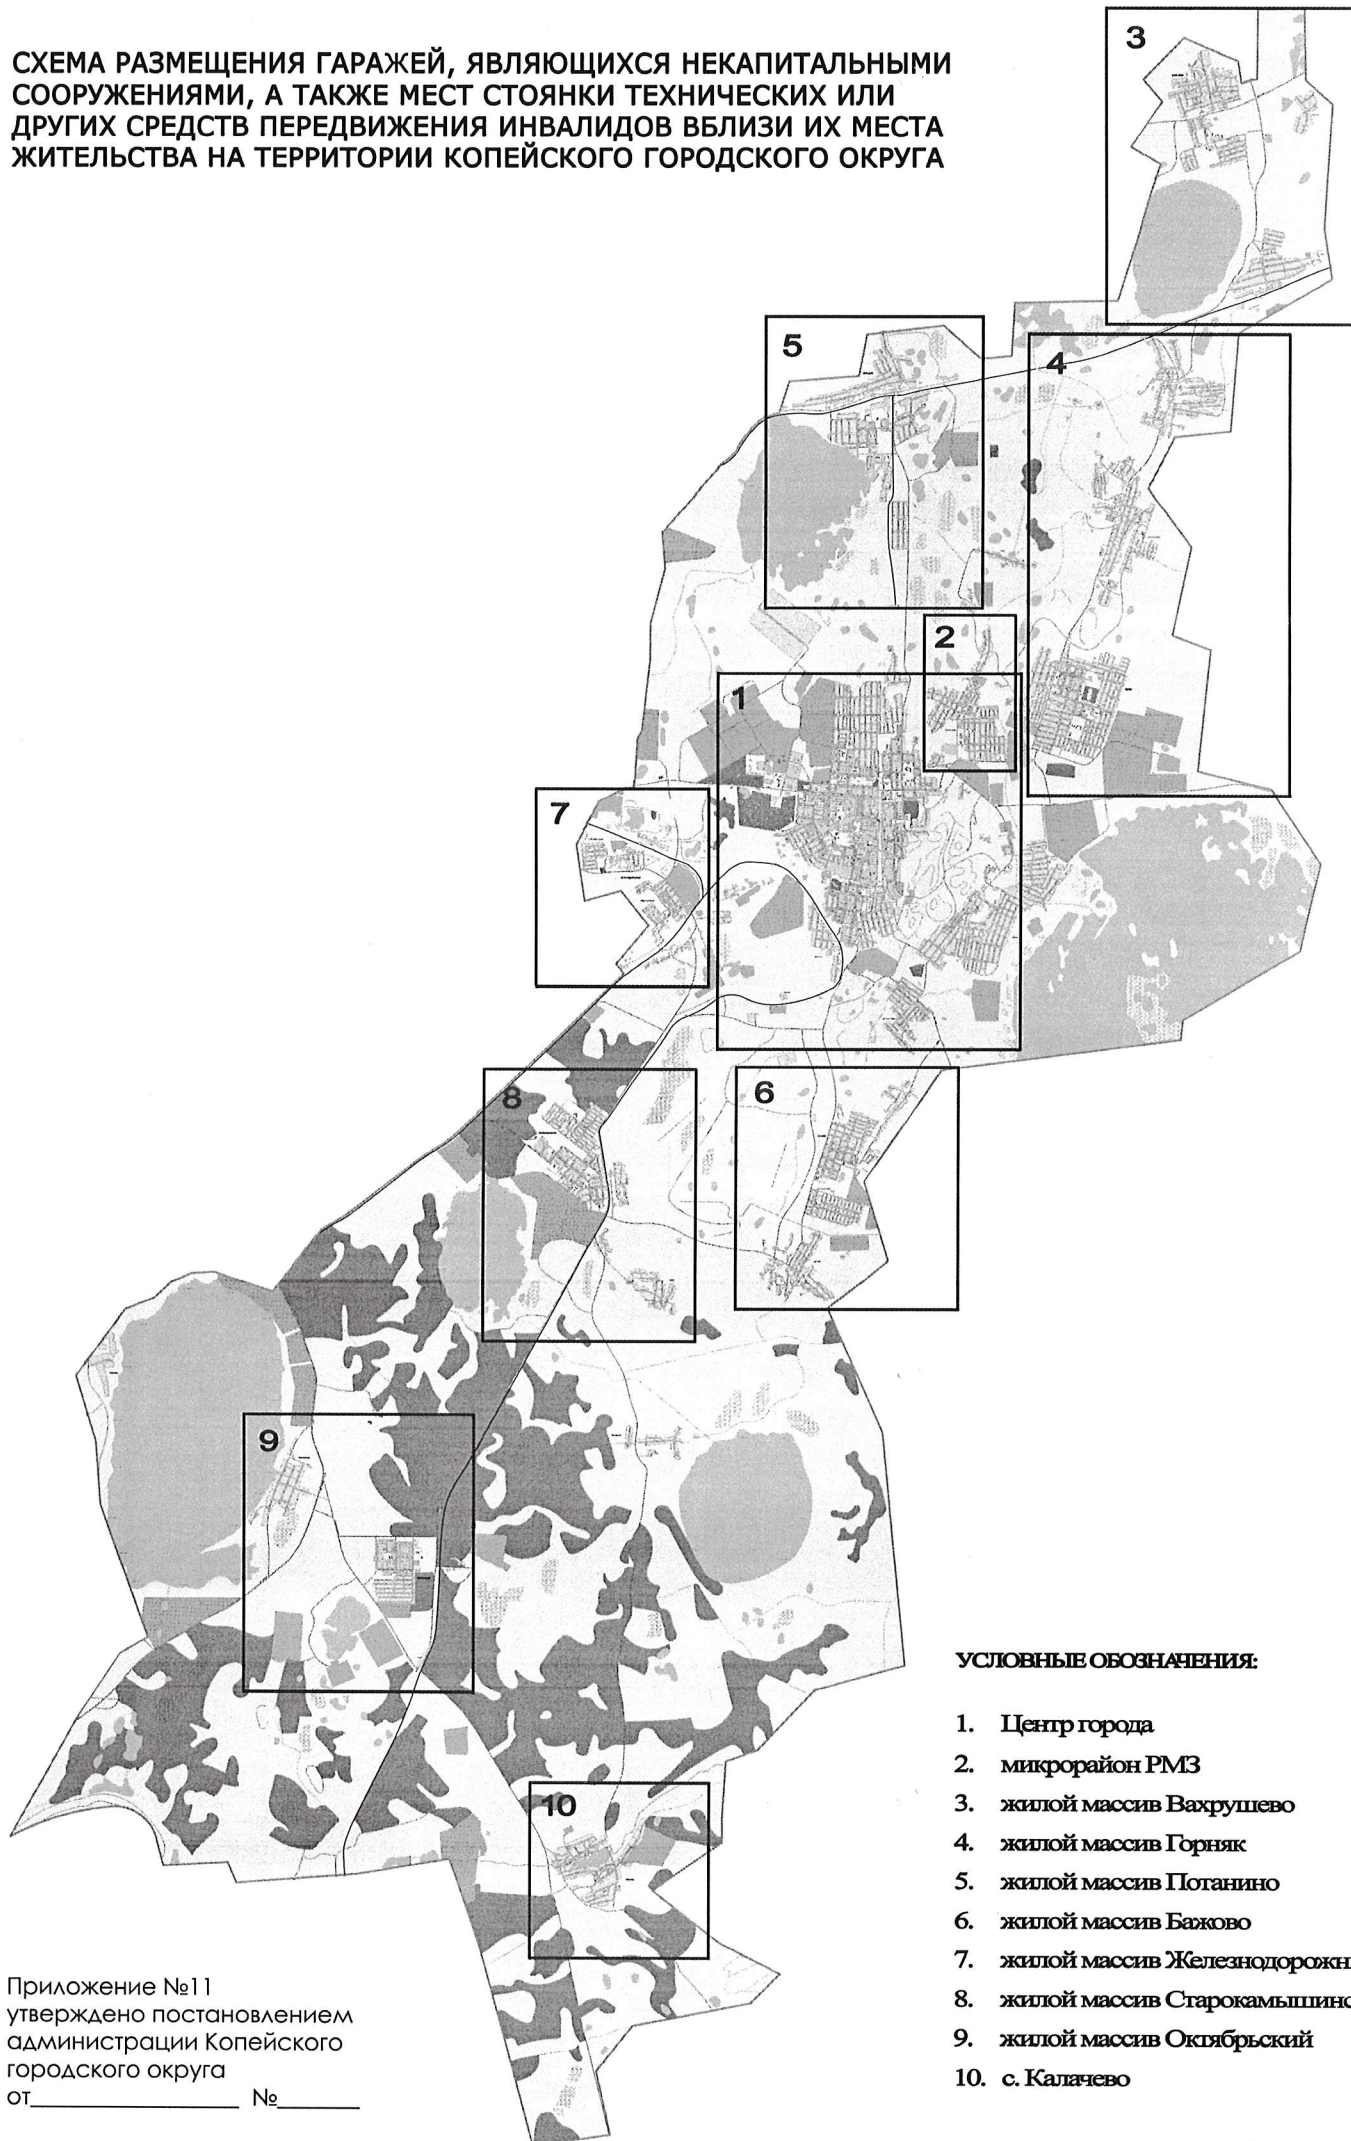 СХЕМА РАЗМЕЩЕНИЯ ГАРАЖЕЙ, ЯВЛЯЮЩИХСЯ НЕКАПИТАЛЬНЫМИ
СООРУЖЕНИЯМИ, А ТАКЖЕ МЕСТ СТОЯНКИ ТЕХНИЧЕСКИХ ИЛИ
ДРУГИХ СРЕДСТВ ПЕРЕДВИЖЕНИЯ ИНВАЛИДОВ ВБЛИЗИ ИХ МЕСТА
ЖИТЕЛЬСТВА НА ТЕРРИТОРИИ КОПЕЙСКОГО ГОРОДСКОГО ОКРУГА
3
5
4
2
1
7
8
6
9
10
УСЛОВНЫЕ ОБОЗНАЧЕНИЯ:
1. Центр города
2. микрорайон РМЗ
3. жилой массив Вахрушево
4. жилой массив Горняк
5. жилой массив Потанино
6. жилой массив Бажово
7. жилой массив Железнодорожн
8. жилой массив Старокамышинс
9. жилой массив Октябрьский
10. с. Калачево
Приложение №11
утверждено постановлением
администрации Копейского
городского округа
от_________________ №_______